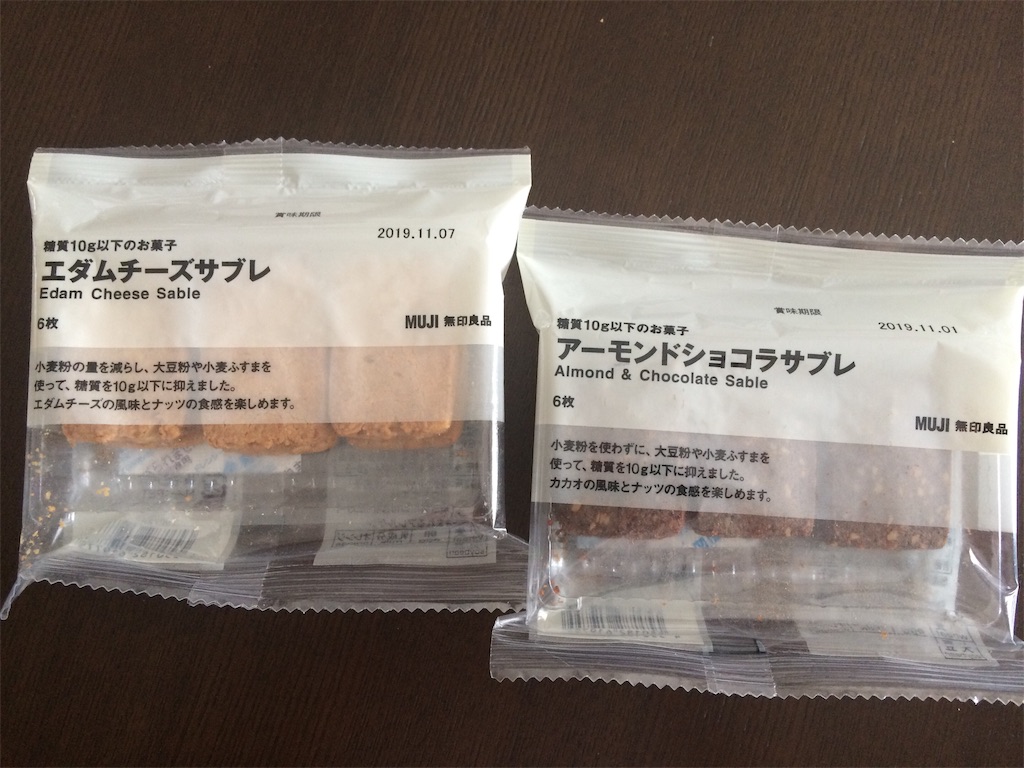 賞味期限
2019.11.07
糖質10g以下のお菓子
エダムチーズサブレ
Edam Cheese Sable
6枚
MUJI 無印良品
小麦粉の量を減らし、大豆粉や小麦ふすまを
使って、糖質を10g以下に抑えました。
エダムチーズの風味とナッツの食感を楽しめます。
賞味期限
2019.11.01
糖質10g以下のお菓子
アーモンドショコラサブレ
Almond & Chocolate Sable
6枚
MUJI 無印良品
小麦粉を使わずに、大豆粉や小麦ふすまを
使って、糖質を10g以下に抑えました。
カカオの風味とナッツの食感を楽しめます。